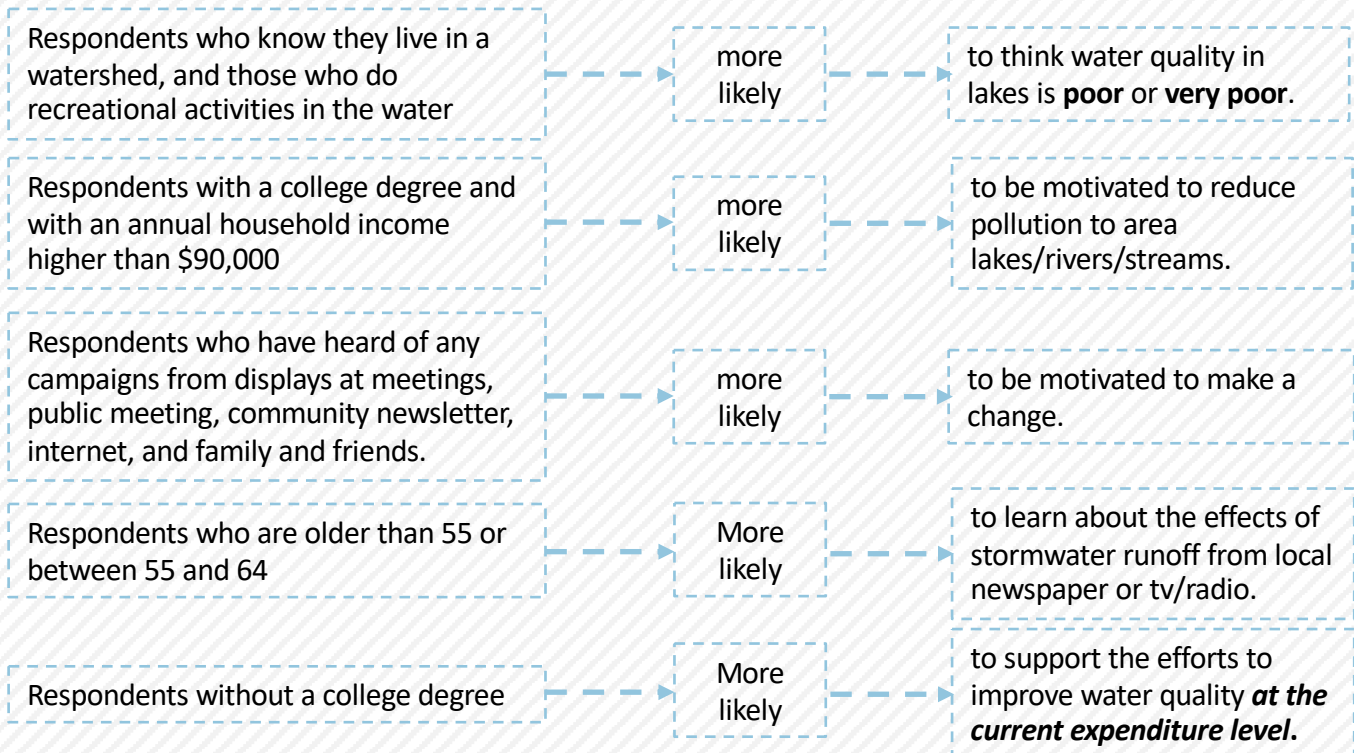 Respondents who know they live in a
watershed, and those who do
recreational activities in the water
more
likely
to think water quality in
lakes is poor or very poor.
Respondents with a college degree and
with an annual household income
higher than $90,000
more
likely
to be motivated to reduce
pollution to area
lakes/rivers/streams.
Respondents who have heard of any
campaigns from displays at meetings,
public meeting, community newsletter,
internet, and family and friends.
more
likely
to be motivated to make a
change.
Respondents who are older than 55 or
between 55 and 64
More
likely
to learn about the effects of
stormwater runoff from local
newspaper or tv/radio.
Respondents without a college degree
More
likely
to support the efforts to
improve water quality at the
current expenditure level.